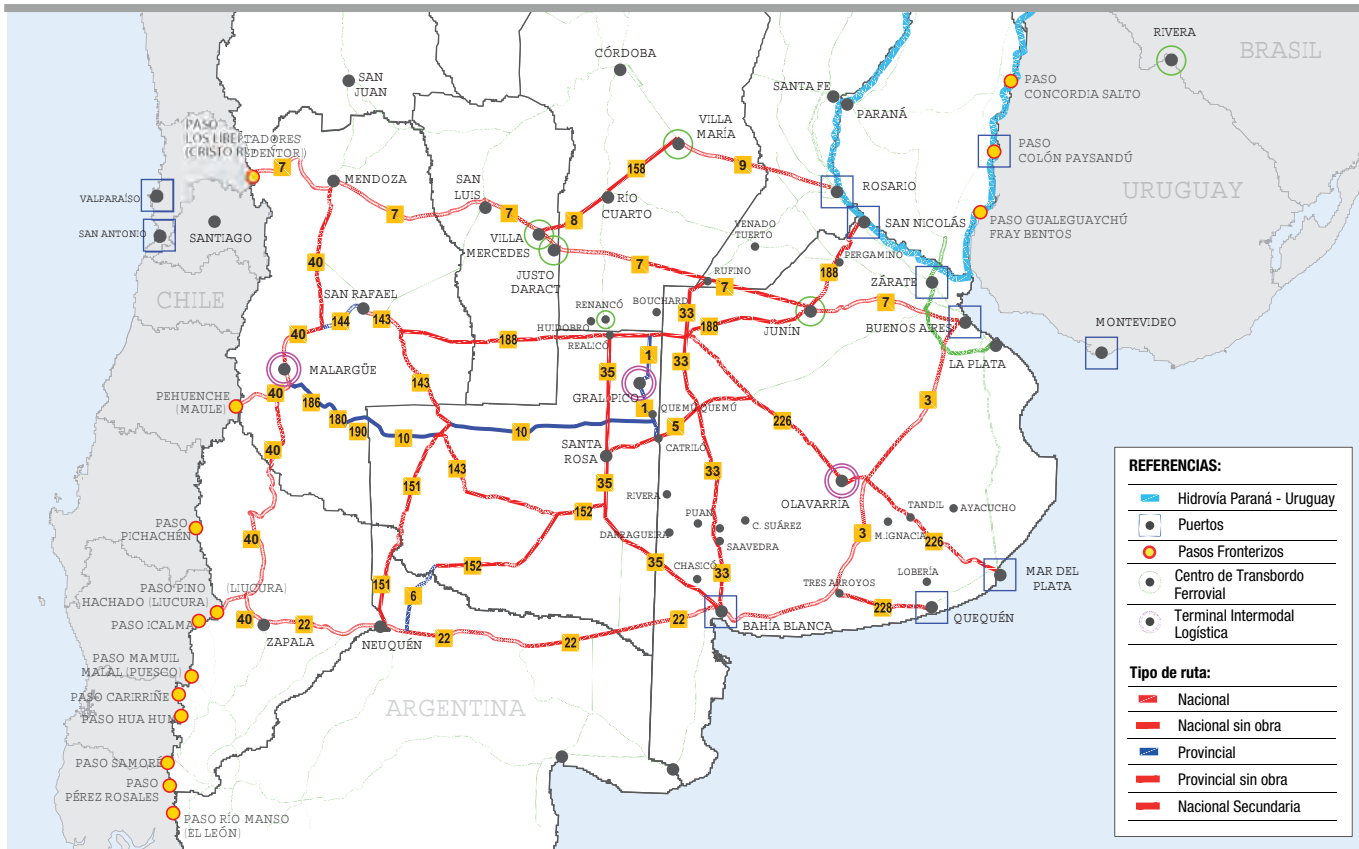 RIVERA
BRASIL
CÓRDOBA
SAN
JUAN
SANTA FE
PARANÁ
PASO
CONCORDIA SALTO
VILLA
MARÍA
PASO
LOS LIBERTADORES
(CRISTO REDENTOR)
7
158
9
PASO
COLÓN PAYSANDÚ
MENDOZA
SAN
LUIS
RÍO
CUARTO
ROSARIO
URUGUAY
VALPARAÍSO
SAN ANTONIO
SANTIAGO
7
7
8
SAN NICOLÁS
PASO GUALEGUAYCHÚ
FRAY BENTOS
VENADO
TUERTO
VILLA
MERCEDES
JUSTO
DARACT
PERGAMINO
40
7
188
RUFINO
7
ZÁRATE
CHILE
SAN RAFAEL
RENANCÓ
BOUCHARD
7
40
144
143
HUIDOBRO
33
188
JUNÍN
BUENOS AIRES
MONTEVIDEO
188
REALICÓ
1
33
LA PLATA
MALARGÜE
35
143
PEHUENCHE
(MAULE)
40
186
GRAL. PICO
1
QUEMÚ QUEMÚ
3
180
190
10
10
5
226
40
SANTA
ROSA
CATRILÓ
143
33
151
35
RIVERA
OLAVARRÍA
152
PUAN
C. SUÁREZ
TANDIL
AYACUCHO
PASO
PICHACHÉN
40
DARRAGUEIRA
SAAVEDRA
3
M.IGNACIA
226
152
35
CHASICÓ
33
LOBERÍA
MAR DEL
PLATA
PASO PINO
HACHADO (LIUCURA)
(LIUCURA)
151
6
TRES ARROYOS
228
QUEQUÉN
PASO ICALMA
40
22
ZAPALA
NEUQUÉN
22
22
22
BAHÍA BLANCA
PASO MAMUIL
MALAL (PUESCO)
PASO CARIRRIÑE
PASO HUA HUM
ARGENTINA
PASO SAMORÉ
PASO
PÉREZ ROSALES
PASO RÍO MANSO
(EL LEÓN)
REFERENCIAS:
Hidrovía Paraná - Uruguay
Puertos
Pasos Fronterizos
Centro de Transbordo
Ferrovial
Terminal Intermodal
Logística
Tipo de ruta:
Nacional
Nacional sin obra
Provincial
Provincial sin obra
Nacional Secundaria